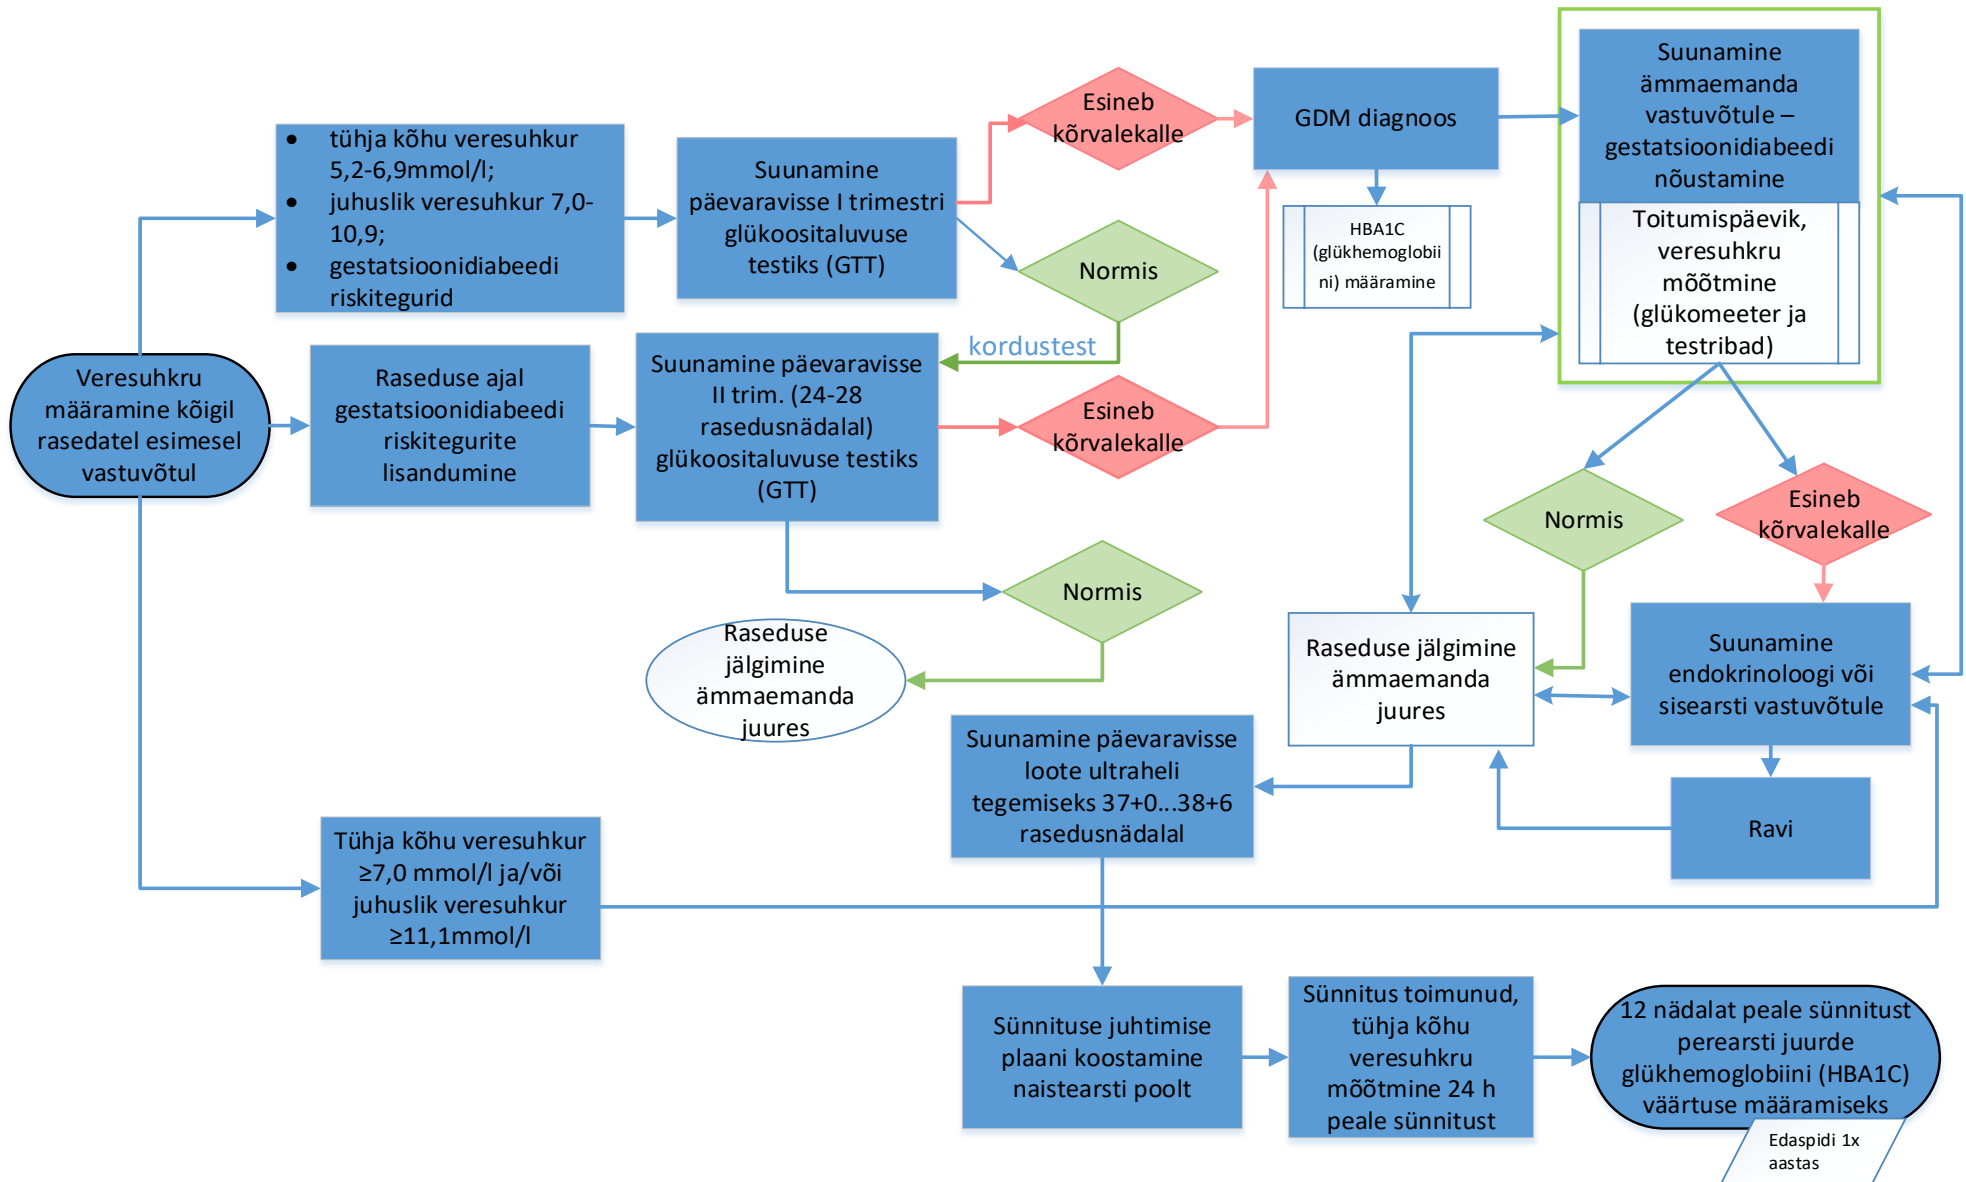 Veresuhkru
määramine kõigil
rasedatel esimesel
vastuvõtul
• tühja kõhu veresuhkur
5,2-6,9mmol/l;
• juhuslik veresuhkur 7,0-
10,9;
• gestatsioonidiabeedi
riskitegurid
Suunamine
päevaravisse I trimestri
glükoositaluvuse
testiks (GTT)
Esineb
kõrvalekalle
Normis
kordustest
GDM diagnoos
HBA1C
(glükhemoglobii
ni) määramine
Suunamine
ämmaemanda
vastuvõtule –
gestatsioonidiabeedi
nõustamine
Toitumispäevik,
veresuhkru
mõõtmine
(glükomeeter ja
testribad)
Raseduse ajal
gestatsioonidiabeedi
riskitegurite
lisandumine
Suunamine päevaravisse
II trim. (24-28
rasedusnädalal)
glükoositaluvuse testiks
(GTT)
Esineb
kõrvalekalle
Normis
Raseduse
jälgimine
ämmaemanda
juures
Normis
Esineb
kõrvalekalle
Raseduse jälgimine
ämmaemanda
juures
Suunamine
endokrinoloogi või
sisearsti vastuvõtule
Ravi
Suunamine päevaravisse
loote ultraheli
tegemiseks 37+0...38+6
rasedusnädalal
Tühja kõhu veresuhkur
≥7,0 mmol/l ja/või
juhuslik veresuhkur
≥11,1mmol/l
Sünnituse juhtimise
plaani koostamine
naistearsti poolt
Sünnitus toimunud,
tühja kõhu
veresuhkru
mõõtmine 24 h
peale sünnitust
12 nädalat peale sünnitust
perearsti juurde
glükhemoglobiini (HBA1C)
väärtuse määramiseks
Edaspidi 1x
aastas